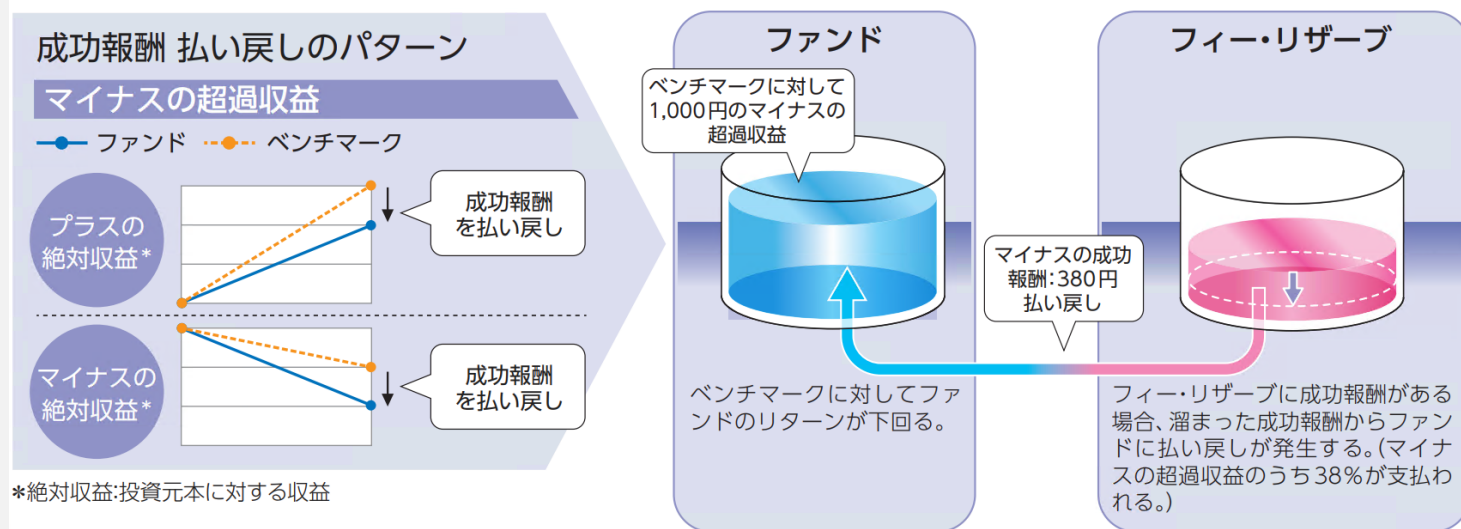 成功報酬 払い戻しのパターン
マイナスの超過収益
ファンド ベンチマーク
プラスの
絶対収益*
成功報酬
を払い戻し
マイナスの
絶対収益*
成功報酬
を払い戻し
*絶対収益:投資元本に対する収益
ファンド
ベンチマークに対して
1,000円のマイナスの
超過収益
マイナスの成功
報酬:380円
払い戻し
ベンチマークに対してファ
ンドのリターンが下回る。
フィー・リザーブ
フィー・リザーブに成功報酬がある
場合、溜まった成功報酬からファン
ドに払い戻しが発生する。(マイナ
スの超過収益のうち38%が支払わ
れる。)